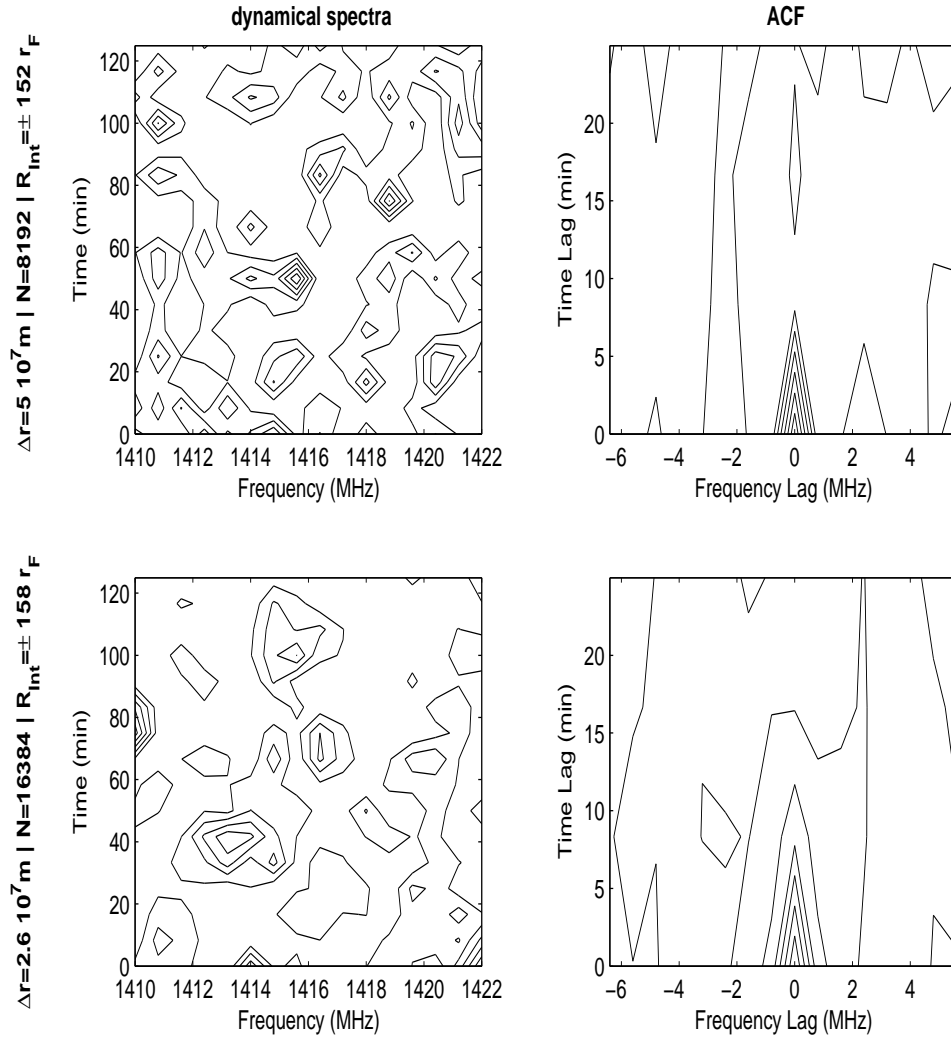 dynamical spectra
ACF
Δr=5 10^7 m | N=8192 | R_Int=± 152 r_F
Time (min)
120
100
80
60
40
20
0
1410 1412 1414 1416 1418 1420 1422
Frequency (MHz)
Time Lag (min)
20
15
10
5
0
−6 −4 −2 0 2 4
Frequency Lag (MHz)
Δr=2.6 10^7 m | N=16384 | R_Int=± 158 r_F
Time (min)
120
100
80
60
40
20
0
1410 1412 1414 1416 1418 1420 1422
Frequency (MHz)
Time Lag (min)
20
15
10
5
0
−6 −4 −2 0 2 4
Frequency Lag (MHz)